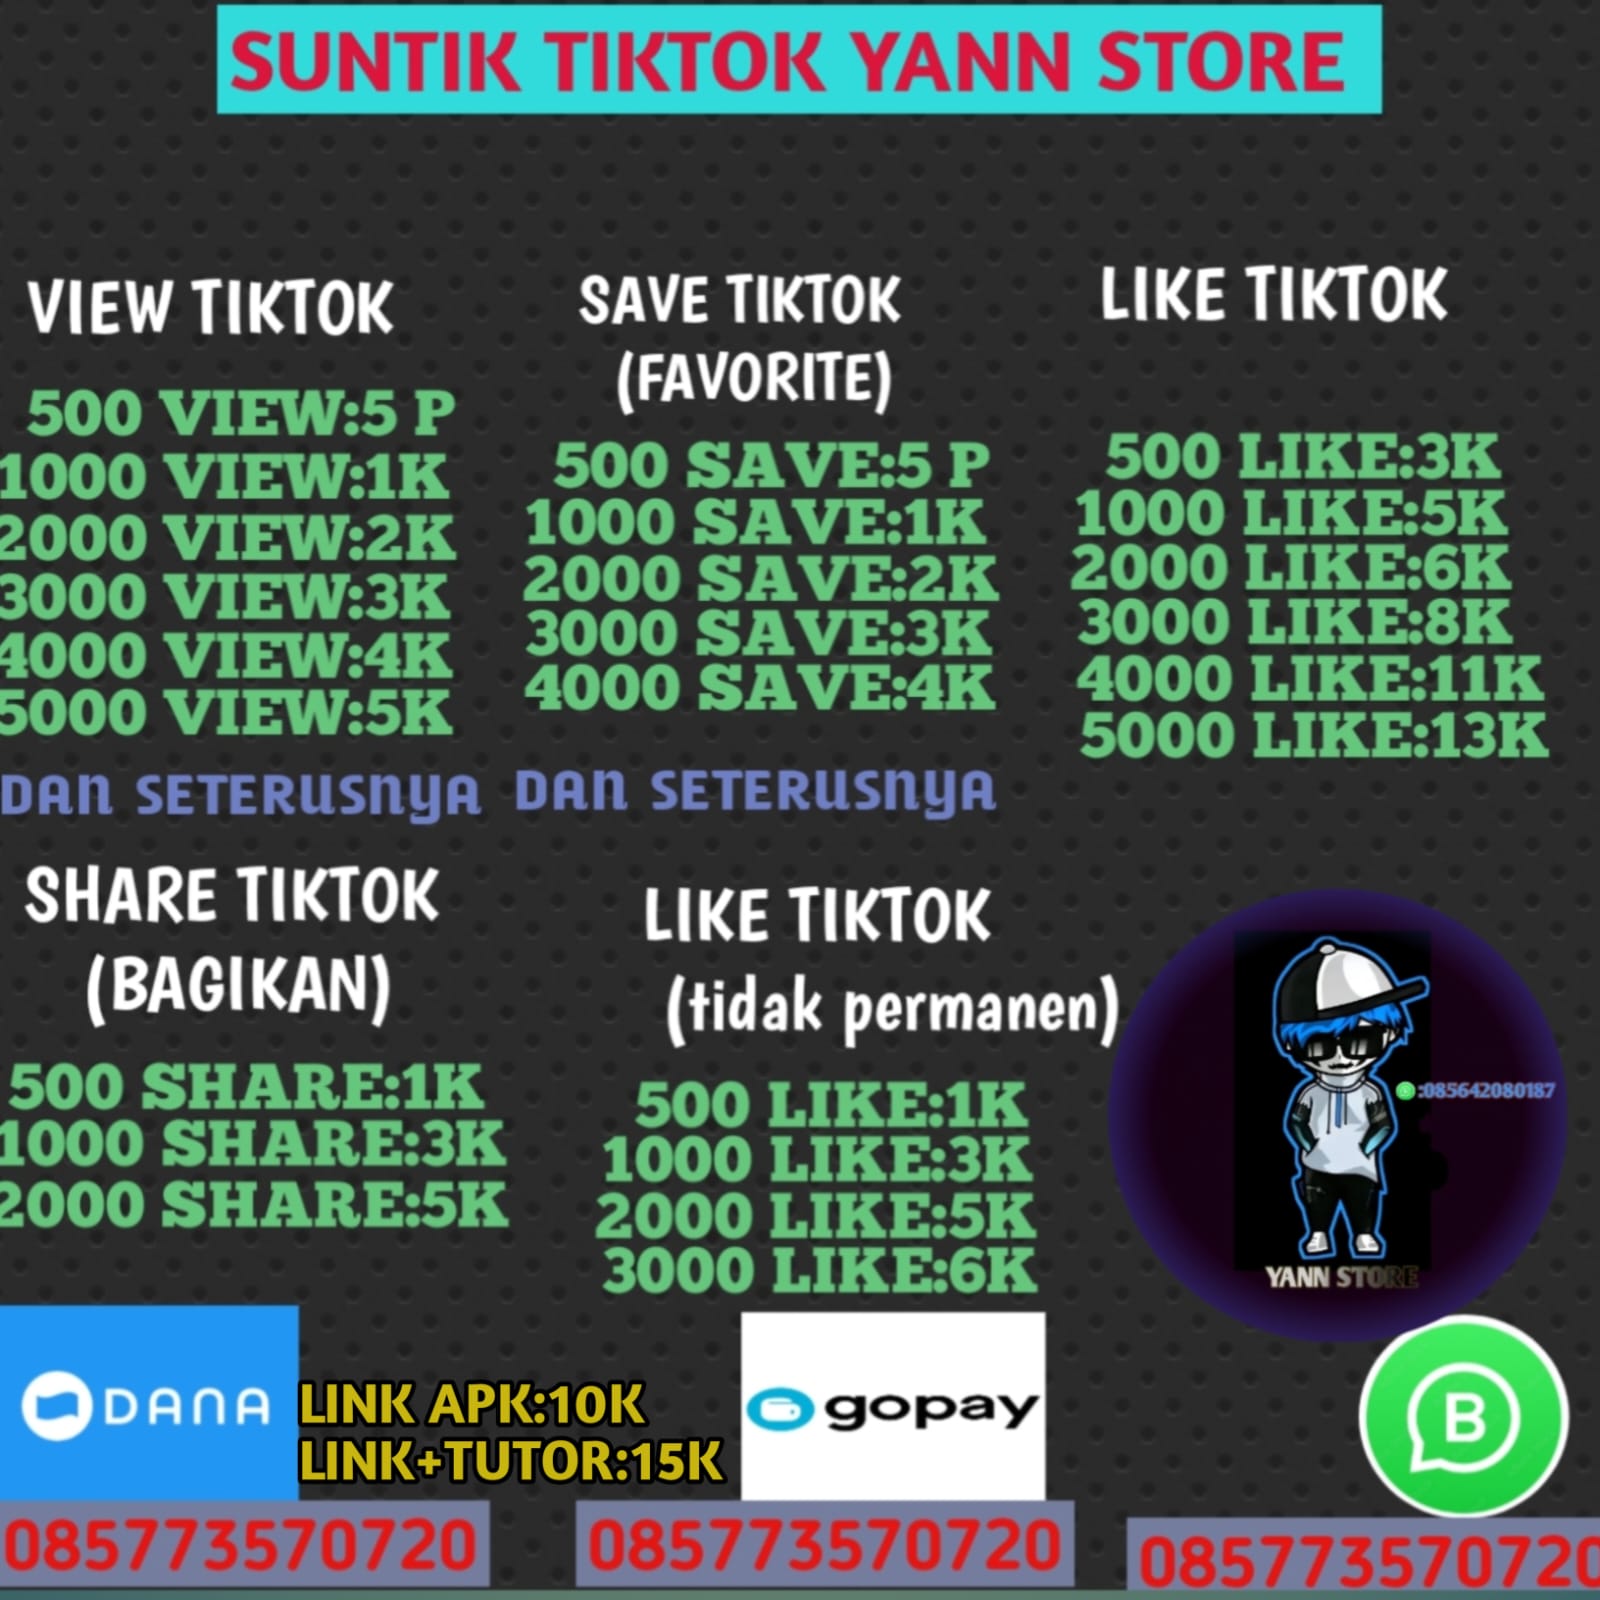 SUNTIK TIKTOK YANN STORE
VIEW TIKTOK
500 VIEW:5 P
1000 VIEW:1K
2000 VIEW:2K
3000 VIEW:3K
4000 VIEW:4K
5000 VIEW:5K
DAN SETERUSNYA
SAVE TIKTOK
(FAVORITE)
500 SAVE:5 P
1000 SAVE:1K
2000 SAVE:2K
3000 SAVE:3K
4000 SAVE:4K
DAN SETERUSNYA
LIKE TIKTOK
500 LIKE:3K
1000 LIKE:5K
2000 LIKE:6K
3000 LIKE:8K
4000 LIKE:11K
5000 LIKE:13K
SHARE TIKTOK
(BAGIKAN)
500 SHARE:1K
1000 SHARE:3K
2000 SHARE:5K
LIKE TIKTOK
(tidak permanen)
500 LIKE:1K
1000 LIKE:3K
2000 LIKE:5K
3000 LIKE:6K
:085642080187
YANN STORE
DANA
LINK APK:10K
LINK+TUTOR:15K
gopay
B
085773570720
085773570720
085773570720